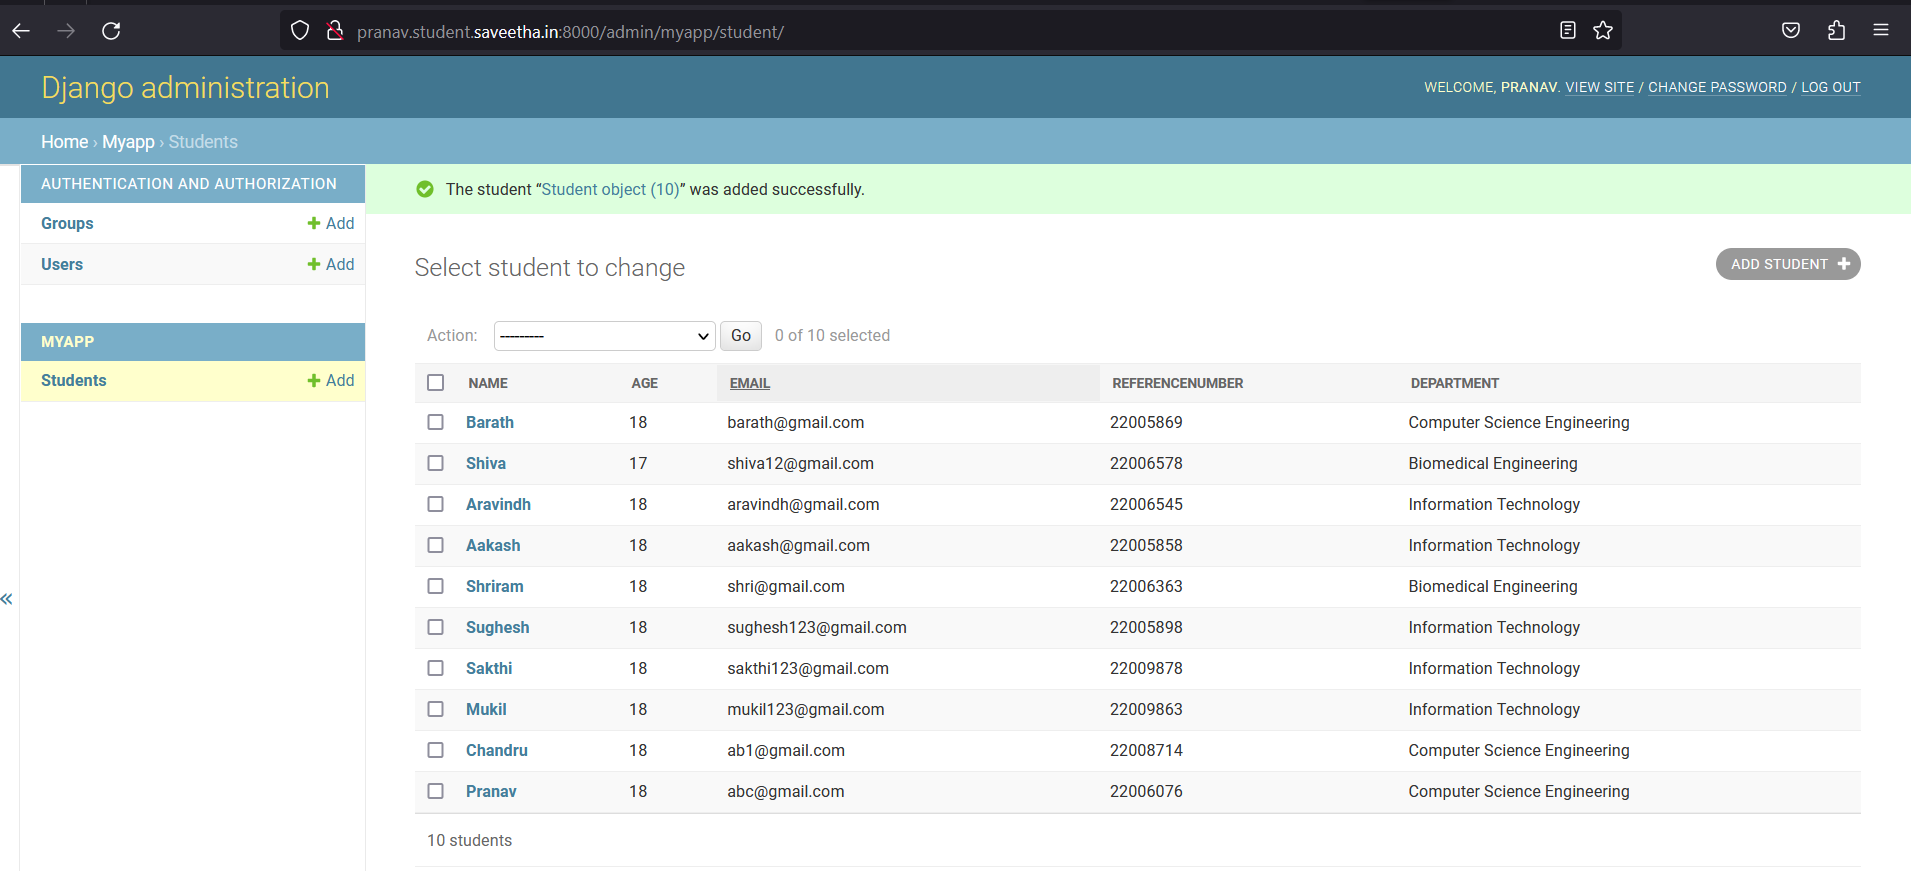 pranav.student.saveetha.in:8000/admin/myapp/student/
Django administration
WELCOME, PRANAV. VIEW SITE / CHANGE PASSWORD / LOG OUT
Home › Myapp › Students
AUTHENTICATION AND AUTHORIZATION
Groups + Add
Users + Add
MYAPP
Students + Add
The student “Student object (10)” was added successfully.
Select student to change
ADD STUDENT +
Action: --------- Go 0 of 10 selected
NAME AGE EMAIL REFERENCENUMBER DEPARTMENT
Barath 18 barath@gmail.com 22005869 Computer Science Engineering
Shiva 17 shiva12@gmail.com 22006578 Biomedical Engineering
Aravindh 18 aravindh@gmail.com 22006545 Information Technology
Aakash 18 aakash@gmail.com 22005858 Information Technology
Shriram 18 shri@gmail.com 22006363 Biomedical Engineering
Sughesh 18 sughesh123@gmail.com 22005898 Information Technology
Sakthi 18 sakthi123@gmail.com 22009878 Information Technology
Mukil 18 mukil123@gmail.com 22009863 Information Technology
Chandru 18 ab1@gmail.com 22008714 Computer Science Engineering
Pranav 18 abc@gmail.com 22006076 Computer Science Engineering
10 students
«